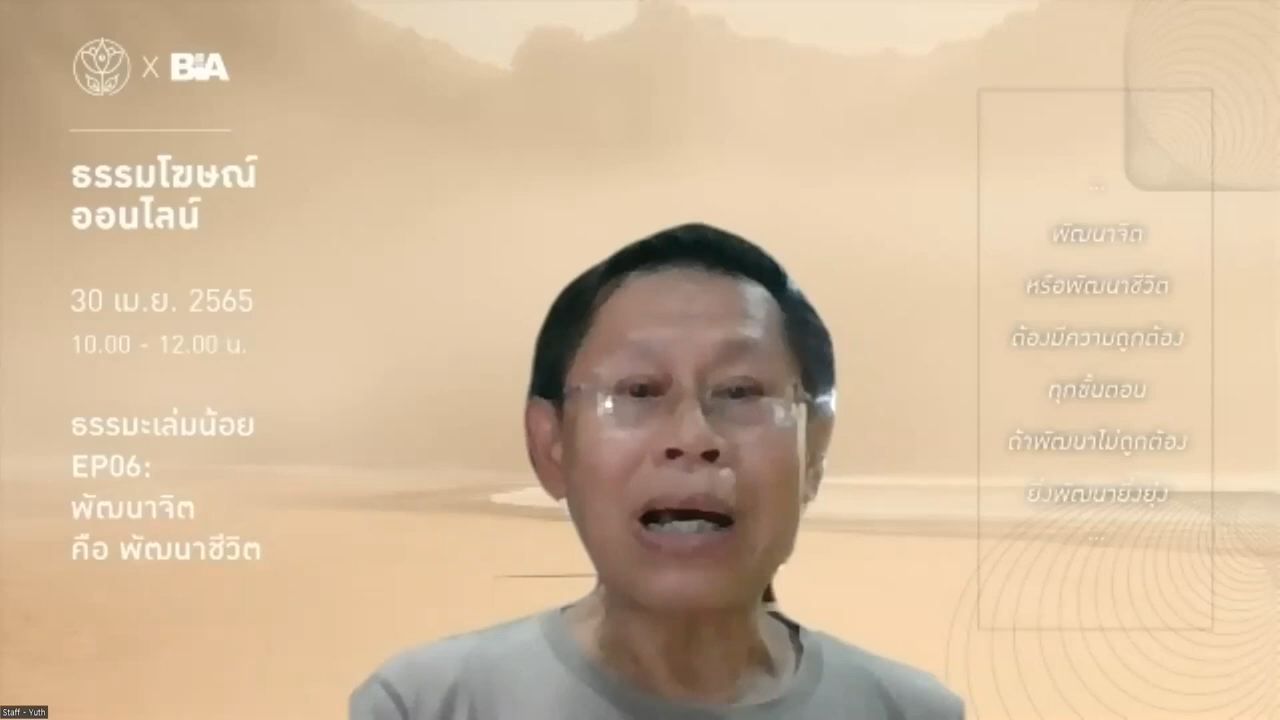 X BIA
ธรรมโฆษณ์
ออนไลน์
30 เม.ย. 2565
10.00 - 12.00 น.
ธรรมะเล่มน้อย
EP06:
พัฒนาจิต
คือ พัฒนาชีวิต
...
พัฒนาจิต
หรือพัฒนาชีวิต
ต้องมีความถูกต้อง
ทุกขั้นตอน
ถ้าพัฒนาไม่ถูกต้อง
ยิ่งพัฒนายิ่งยุ่ง
...
Staff - Yuth